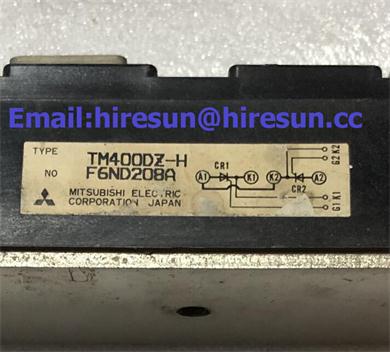 Email:hiresun@hiresun.cc
TYPE TM400DZ-H
NO F6ND208A
MITSUBISHI ELECTRIC
CORPORATION JAPAN
CR1
A1 K1 K2 A2
CR2
K2
G2
K1
G1